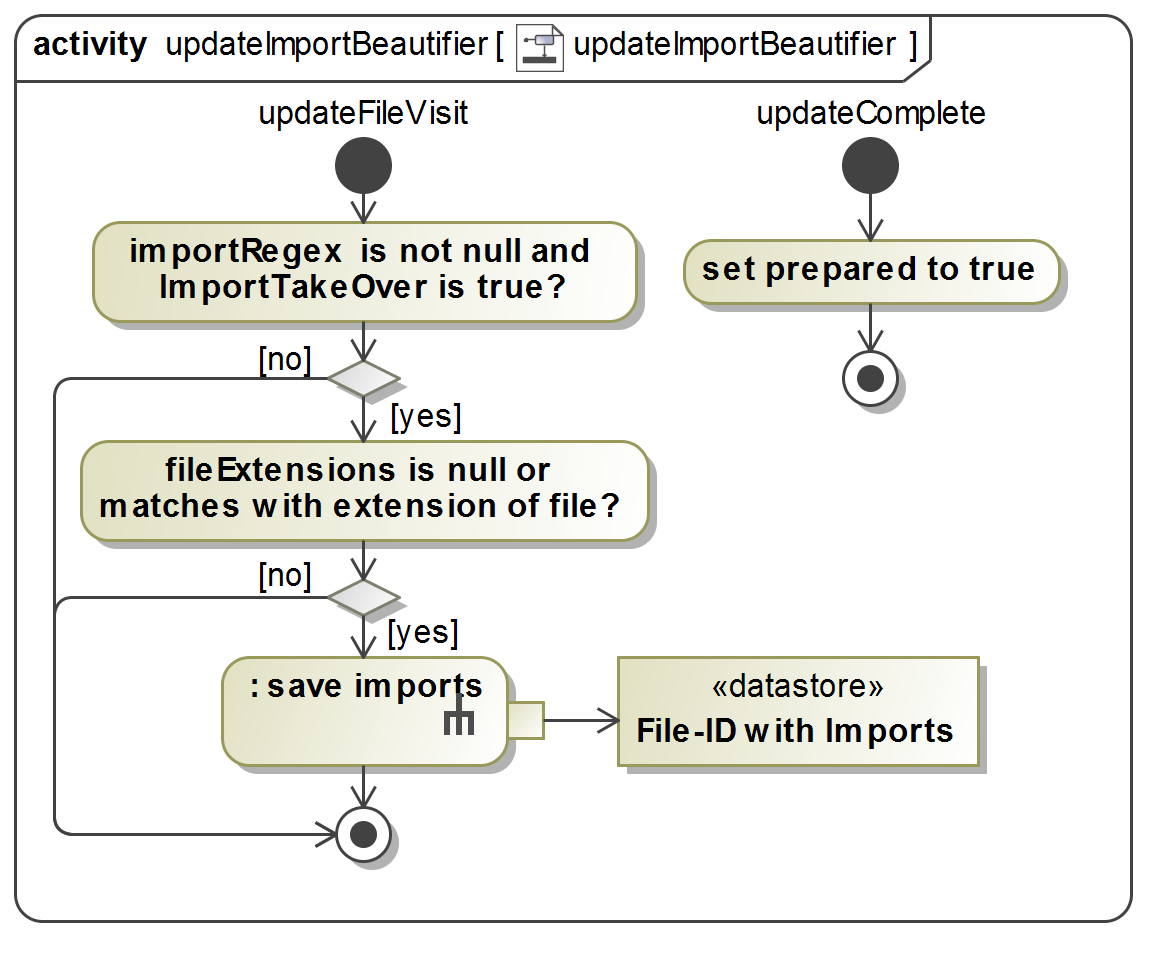 activity updateImportBeautifier [ updateImportBeautifier ]
updateFileVisit
updateComplete
importRegex is not null and
ImportTakeOver is true?
set prepared to true
[no]
[yes]
fileExtensions is null or
matches with extension of file?
[no]
[yes]
: save imports
«datastore»
File-ID with Imports